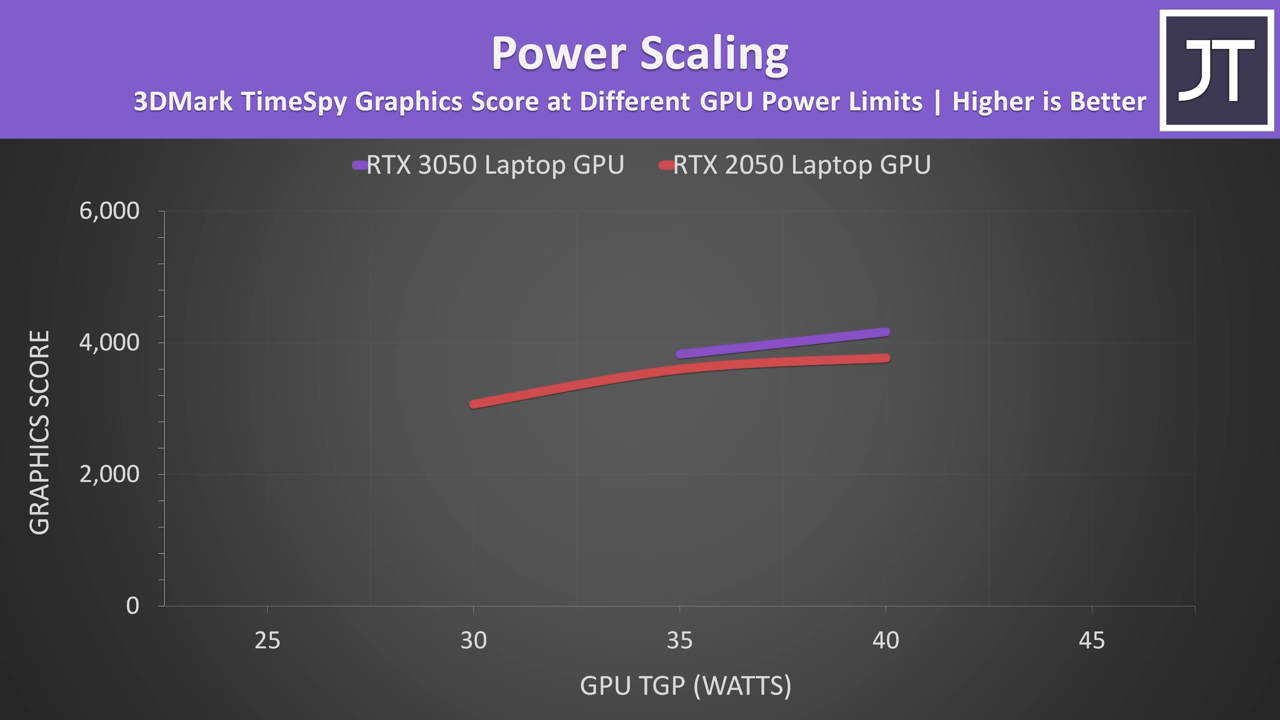 Power Scaling
3DMark TimeSpy Graphics Score at Different GPU Power Limits | Higher is Better
JT
RTX 3050 Laptop GPU
RTX 2050 Laptop GPU
6,000
4,000
2,000
0
GRAPHICS SCORE
25
30
35
40
45
GPU TGP (WATTS)